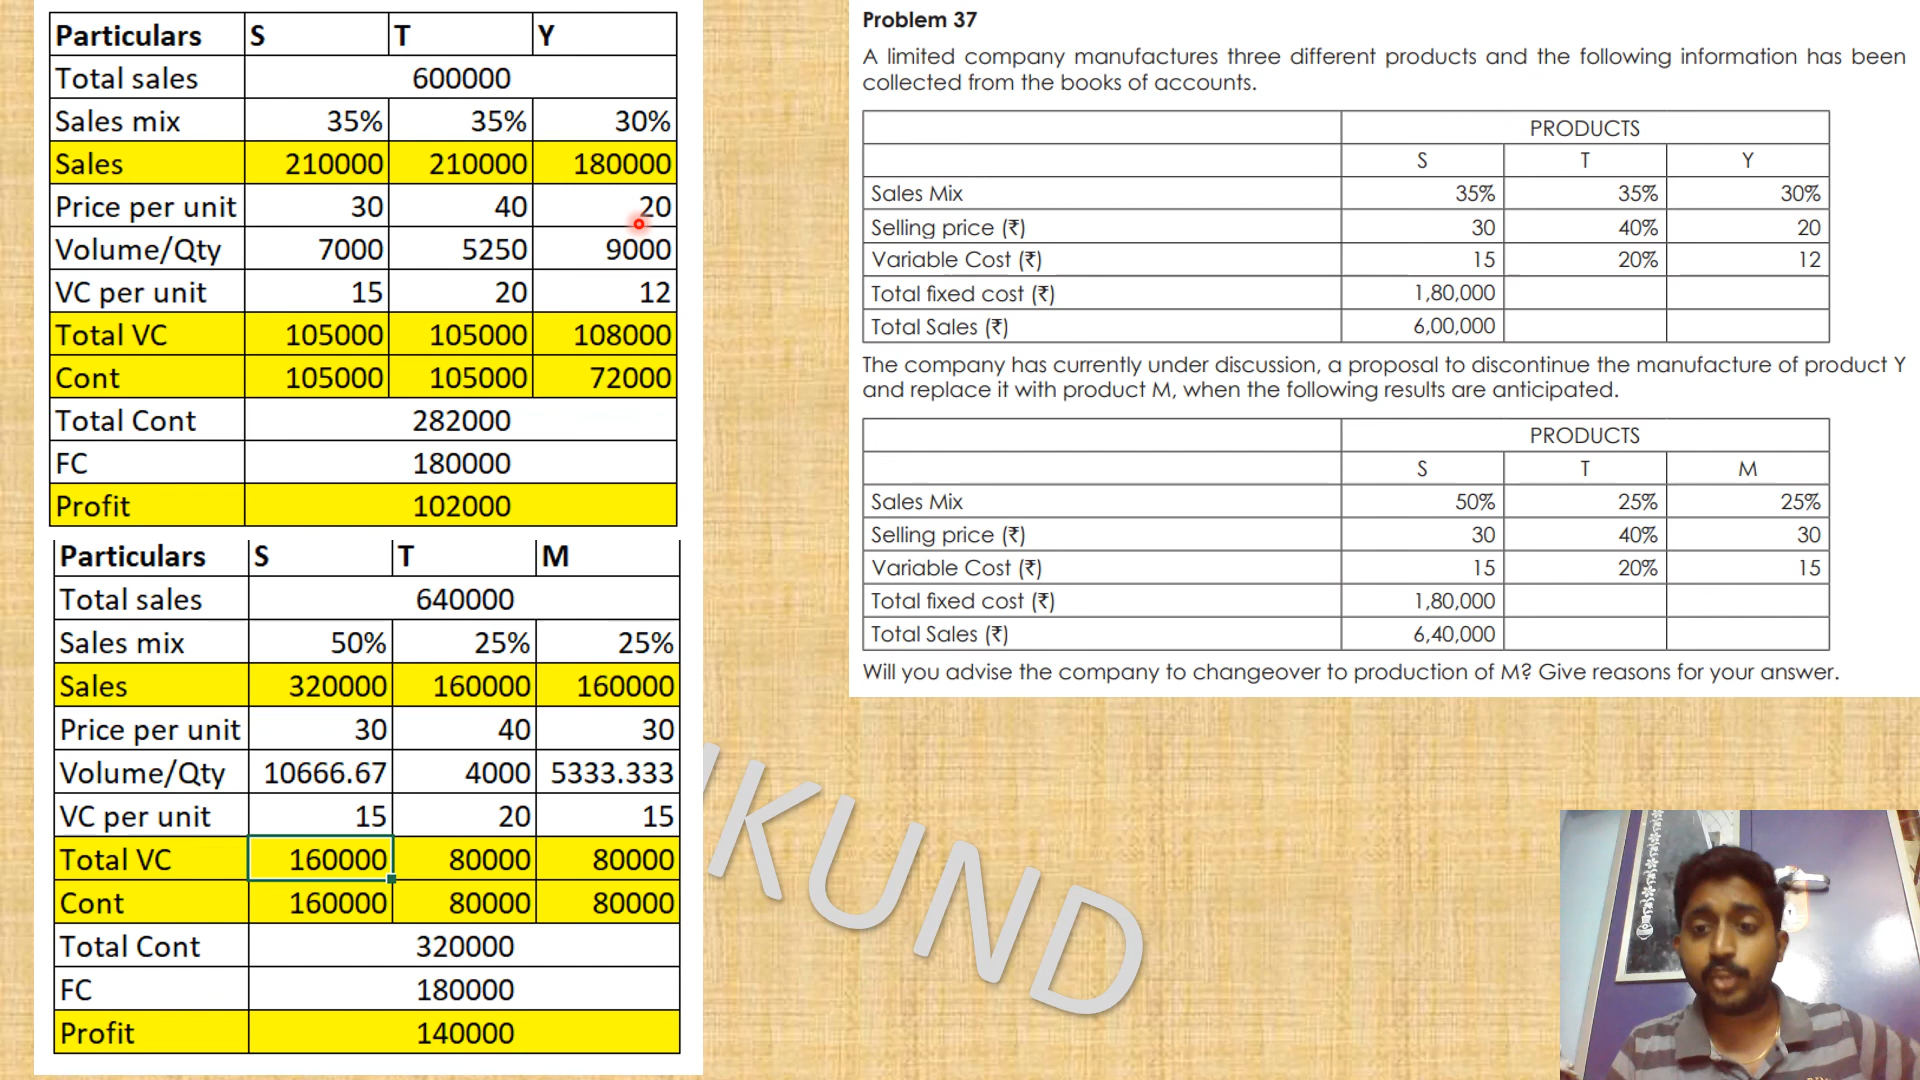 Particulars S T Y
Total sales 600000
Sales mix 35% 35% 30%
Sales 210000 210000 180000
Price per unit 30 40 20
Volume/Qty 7000 5250 9000
VC per unit 15 20 12
Total VC 105000 105000 108000
Cont 105000 105000 72000
Total Cont 282000
FC 180000
Profit 102000
Particulars S T M
Total sales 640000
Sales mix 50% 25% 25%
Sales 320000 160000 160000
Price per unit 30 40 30
Volume/Qty 10666.67 4000 5333.333
VC per unit 15 20 15
Total VC 160000 80000 80000
Cont 160000 80000 80000
Total Cont 320000
FC 180000
Profit 140000
Problem 37
A limited company manufactures three different products and the following information has been
collected from the books of accounts.
PRODUCTS
S T Y
Sales Mix 35% 35% 30%
Selling price (₹) 30 40% 20
Variable Cost (₹) 15 20% 12
Total fixed cost (₹) 1,80,000
Total Sales (₹) 6,00,000
The company has currently under discussion, a proposal to discontinue the manufacture of product Y
and replace it with product M, when the following results are anticipated.
PRODUCTS
S T M
Sales Mix 50% 25% 25%
Selling price (₹) 30 40% 30
Variable Cost (₹) 15 20% 15
Total fixed cost (₹) 1,80,000
Total Sales (₹) 6,40,000
Will you advise the company to changeover to production of M? Give reasons for your answer.
KUND